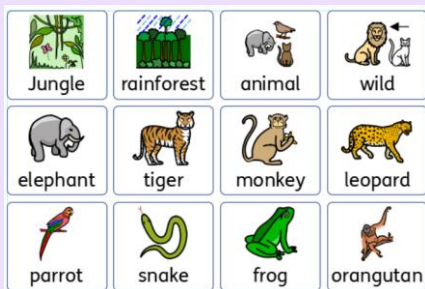 Jungle rainforest animal wild
elephant tiger monkey leopard
parrot snake frog orangutan